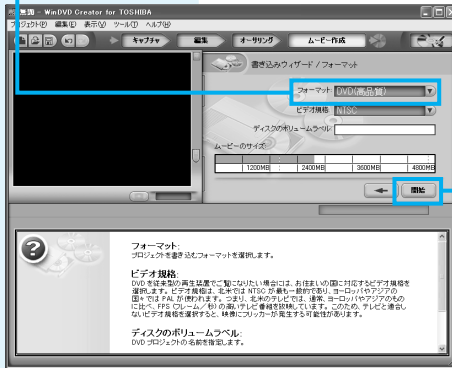 無題 - WinDVD Creator for TOSHIBA
プロジェクト(P) 編集(E) 表示(V) ツール(T) ヘルプ(H)
キャプチャ 編集 オーサリング ムービー作成
書き込みウィザード / フォーマット
フォーマット: DVD(高品質)
ビデオ規格: NTSC
ディスクのボリュームラベル:
ムービーのサイズ:
1200MB 2400MB 3600MB 4800MB
開始
フォーマット:
プロジェクトを書き込むフォーマットを選択します。
ビデオ規格:
DVD を従来型の再生装置でご覧になりたい場合には、お住まいの国に対応するビデオ規格を
選択します。ビデオ規格は、北米では NTSC が最も一般的であり、ヨーロッパやアジアの
国々では PAL が使われます。つまり、北米のテレビでは、通常、ヨーロッパやアジアのもの
に比べ、FPS (フレーム/秒) の高いテレビ番組を放映しています。このため、テレビと適合し
ないビデオ規格を選択すると、映像にフリッカーが発生する可能性があります。
ディスクのボリュームラベル:
DVD プロジェクトの名前を指定します。